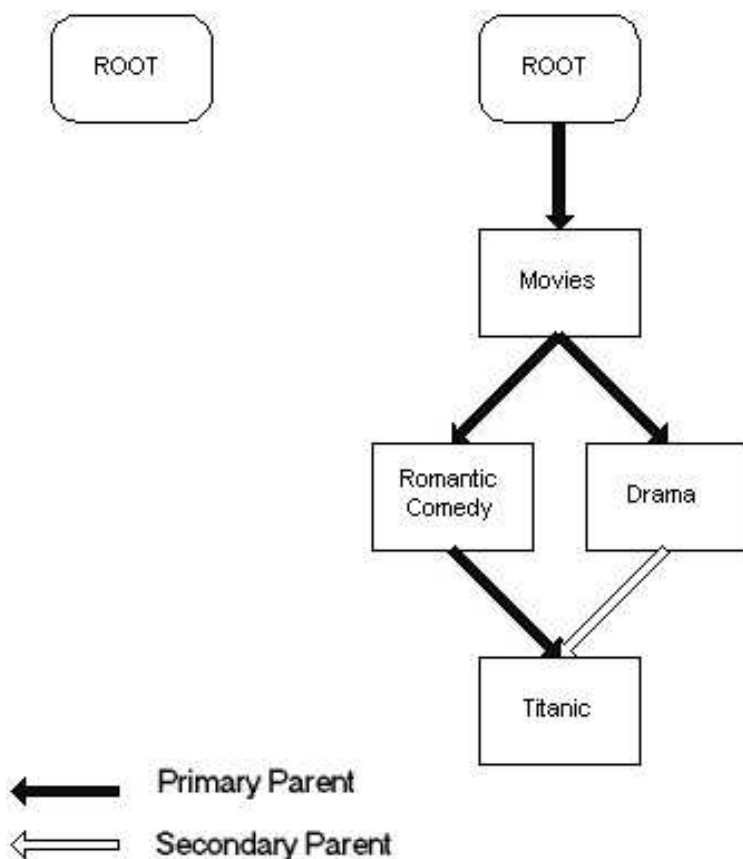 ROOT
ROOT
Movies
Romantic
Comedy
Drama
Titanic
Primary Parent
Secondary Parent